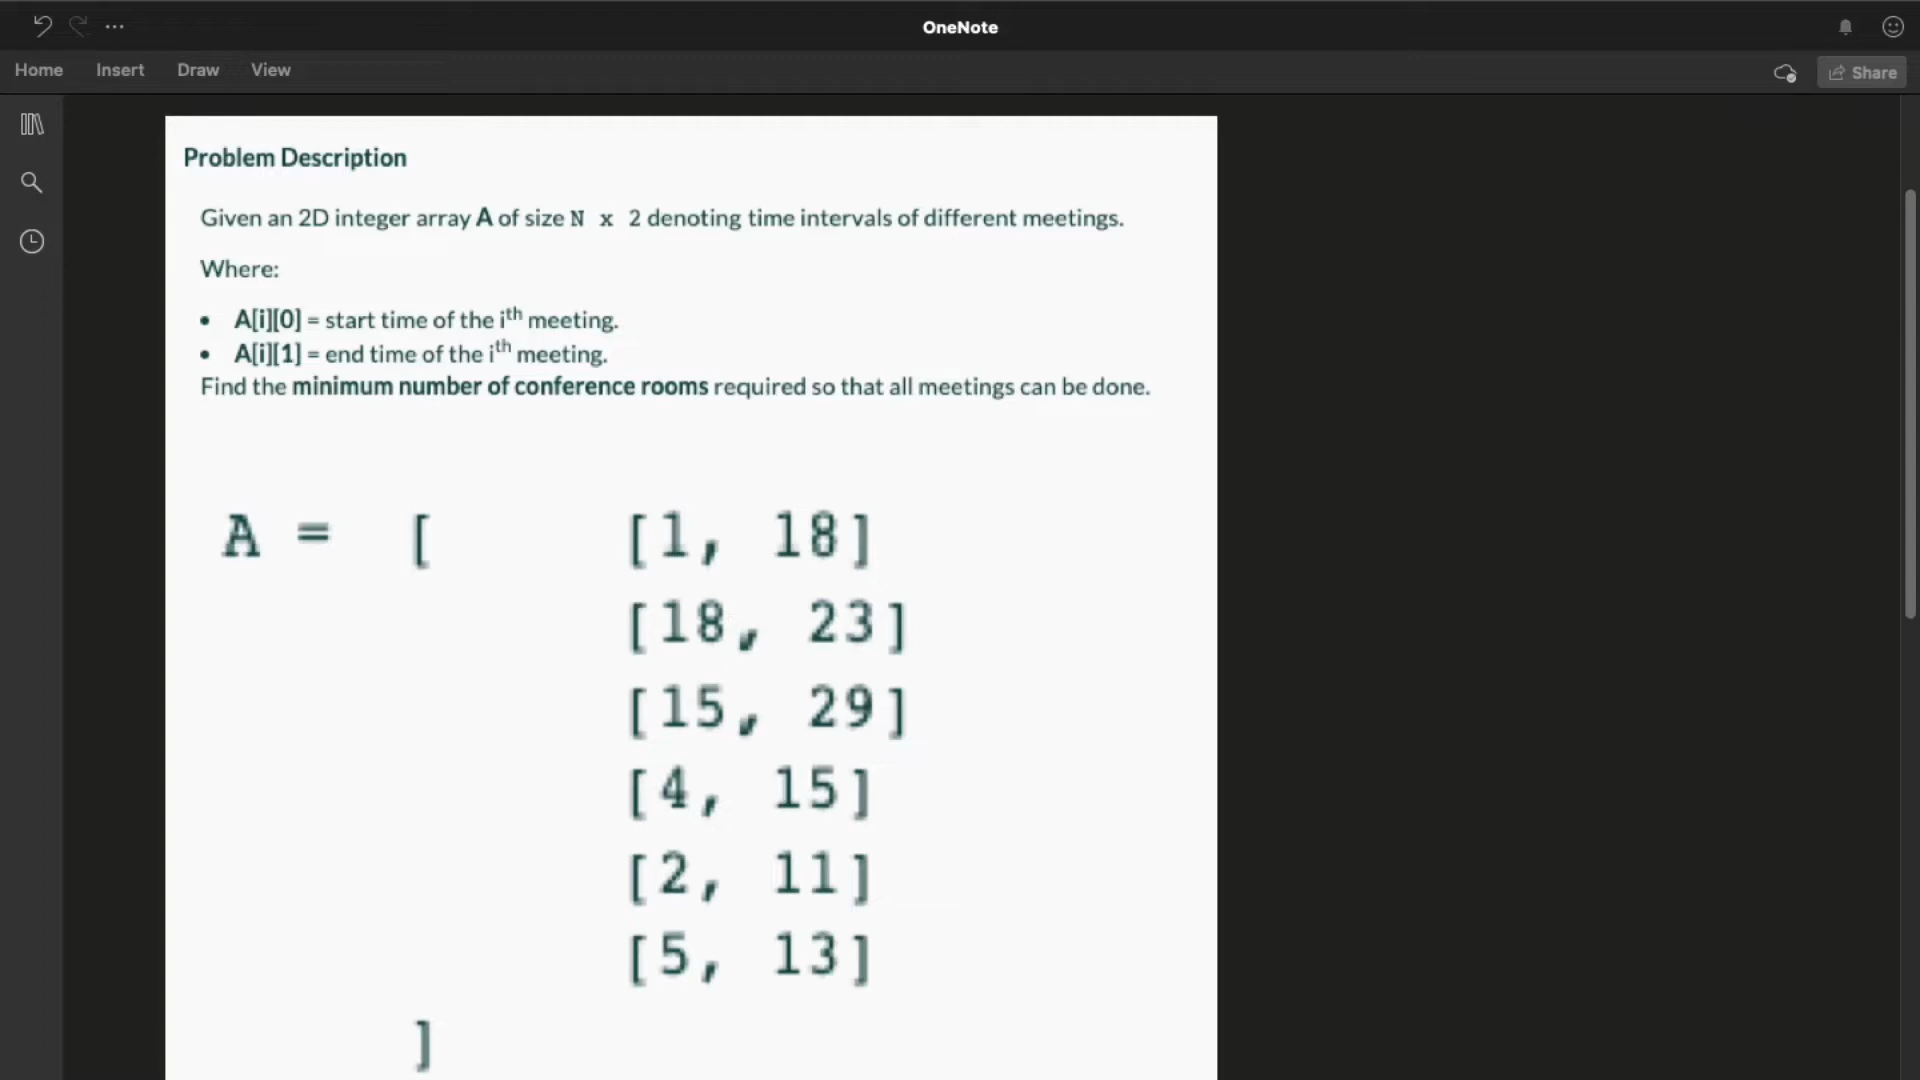 OneNote
Home Insert Draw View
Share
Problem Description
Given an 2D integer array A of size N x 2 denoting time intervals of different meetings.
Where:
• A[i][0] = start time of the ith meeting.
• A[i][1] = end time of the ith meeting.
Find the minimum number of conference rooms required so that all meetings can be done.
A = [ [1, 18]
[18, 23]
[15, 29]
[4, 15]
[2, 11]
[5, 13]
]